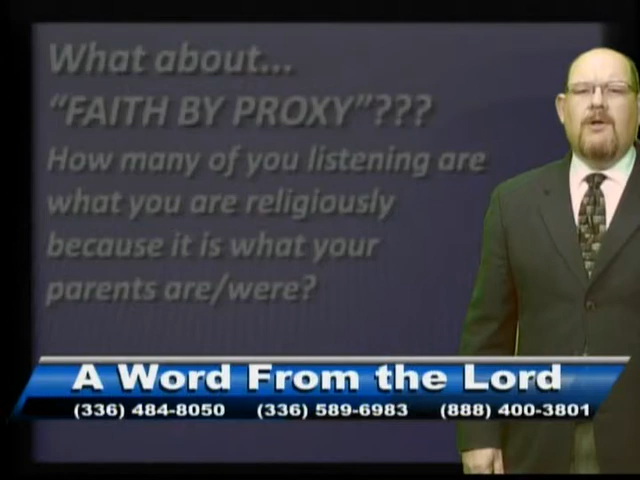 What about...
"FAITH BY PROXY"???
How many of you listening are
what you are religiously
because it is what your
parents are/were?
A Word From the Lord
(336) 484-8050 (336) 589-6983 (888) 400-3801